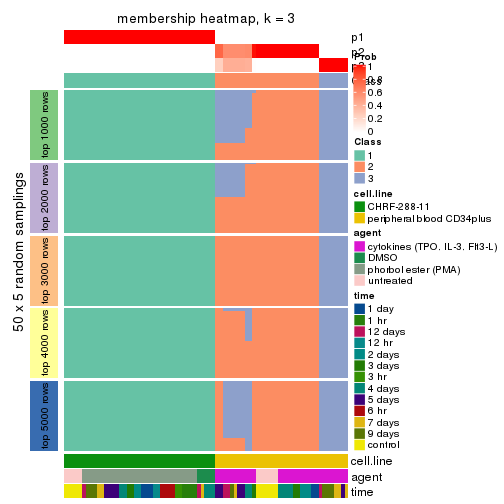 membership heatmap, k = 3
50 x 5 random samplings
top 1000 rows
top 2000 rows
top 3000 rows
top 4000 rows
top 5000 rows
p1
p2
cell.line
agent
time
Prob
1
0.8
0.6
0.4
0.2
0
Class
1
2
3
cell.line
CHRF-288-11
peripheral blood CD34plus
agent
cytokines (TPO, IL-3, Flt3-L)
DMSO
phorbol ester (PMA)
untreated
time
1 day
1 hr
12 days
12 hr
2 days
3 days
3 hr
4 days
5 days
6 hr
7 days
9 days
control